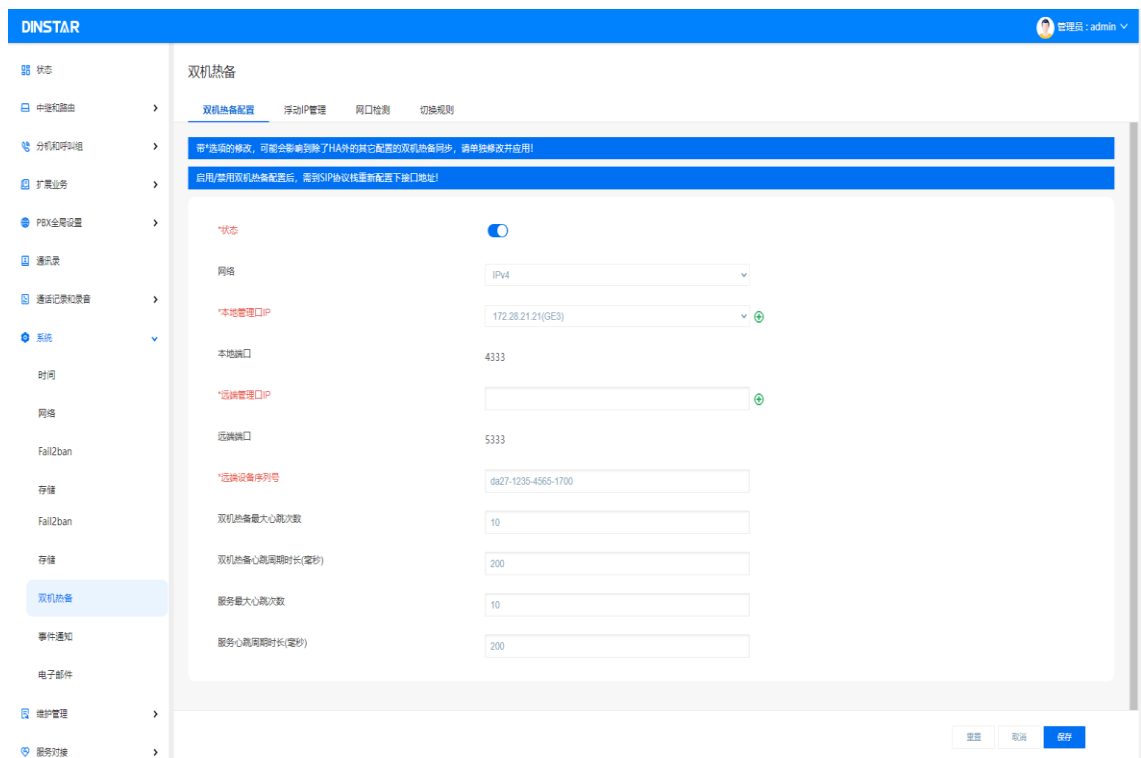 DINSTAR
管理员 : admin
状态
中继和路由
分机和呼叫组
扩展业务
PBX全局设置
通讯录
通话记录和录音
系统
时间
网络
Fail2ban
存储
Fail2ban
存储
双机热备
事件通知
电子邮件
维护管理
服务对接
双机热备
双机热备配置 浮动IP管理 网口检测 切换规则
带*选项的修改，可能会影响到除了HA外的其它配置的双机热备同步，请单独修改并应用!
启用/禁用双机热备配置后，需到SIP协议栈重新配置下接口地址!
*状态
网络 IPv4
*本地管理口IP 172.28.21.21(GE3)
本地端口 4333
*远端管理口IP
远端端口 5333
*远端设备序列号 da27-1235-4565-1700
双机热备最大心跳次数 10
双机热备心跳周期时长(毫秒) 200
服务最大心跳次数 10
服务心跳周期时长(毫秒) 200
重置 取消 保存